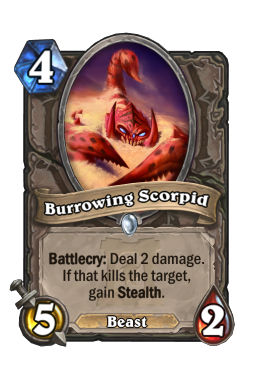 4
Burrowing Scorpid
Battlecry: Deal 2 damage.
If that kills the target,
gain Stealth.
5
Beast
2